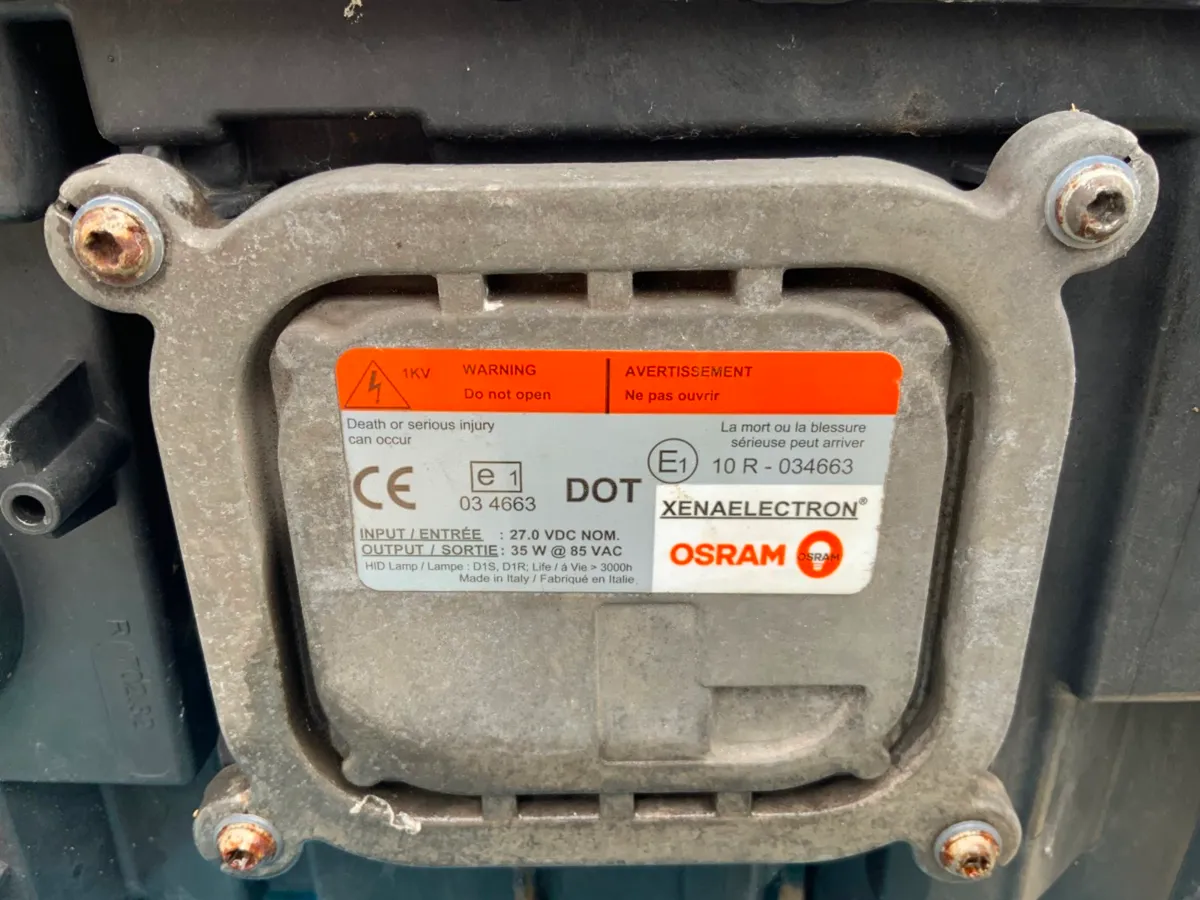 1KV
WARNING
Do not open
AVERTISSEMENT
Ne pas ouvrir
Death or serious injury
can occur
La mort ou la blessure
sérieuse peut arriver
CE
e 1
03 4663
DOT
E1 10 R - 034663
INPUT / ENTRÉE : 27.0 VDC NOM.
OUTPUT / SORTIE : 35 W @ 85 VAC
HID Lamp / Lampe : D1S, D1R; Life / á Vie > 3000h
Made in Italy / Fabriqué en Italie
XENAELECTRON®
OSRAM
OSRAM